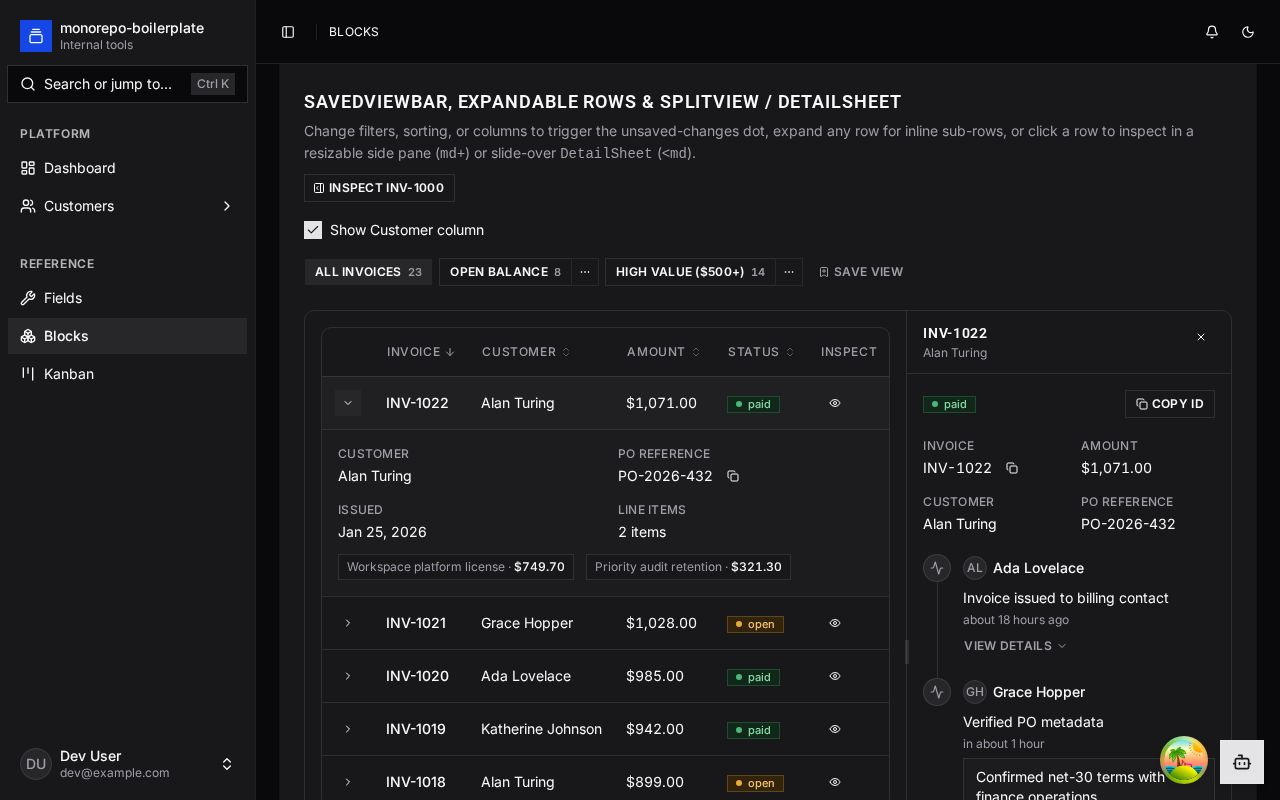 monorepo-boilerplate
Internal tools
Search or jump to...
Ctrl K
PLATFORM
Dashboard
Customers
REFERENCE
Fields
Blocks
Kanban
DU
Dev User
dev@example.com
BLOCKS
SAVEDVIEWBAR, EXPANDABLE ROWS & SPLITVIEW / DETAILSHEET
Change filters, sorting, or columns to trigger the unsaved-changes dot, expand any row for inline sub-rows, or click a row to inspect in a
resizable side pane (md+) or slide-over DetailSheet (<md).
INSPECT INV-1000
Show Customer column
ALL INVOICES 23
OPEN BALANCE 8 ...
HIGH VALUE ($500+) 14 ...
SAVE VIEW
INVOICE CUSTOMER AMOUNT STATUS INSPECT
INV-1022 Alan Turing $1,071.00 paid
CUSTOMER PO REFERENCE
Alan Turing PO-2026-432
ISSUED LINE ITEMS
Jan 25, 2026 2 items
Workspace platform license · $749.70 Priority audit retention · $321.30
INV-1021 Grace Hopper $1,028.00 open
INV-1020 Ada Lovelace $985.00 paid
INV-1019 Katherine Johnson $942.00 paid
INV-1018 Alan Turing $899.00 open
INV-1022
Alan Turing
paid
COPY ID
INVOICE AMOUNT
INV-1022 $1,071.00
CUSTOMER PO REFERENCE
Alan Turing PO-2026-432
AL Ada Lovelace
Invoice issued to billing contact
about 18 hours ago
VIEW DETAILS
GH Grace Hopper
Verified PO metadata
in about 1 hour
Confirmed net-30 terms with
finance operations